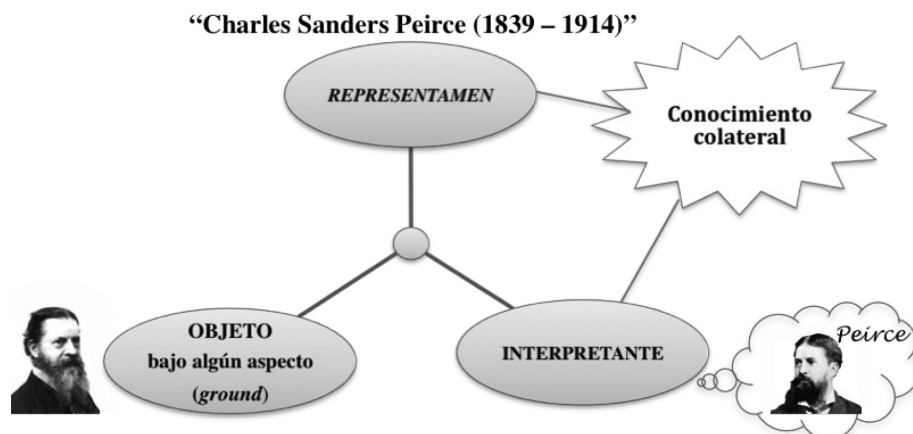 “Charles Sanders Peirce (1839 – 1914)”
REPRESENTAMEN
Conocimiento
colateral
OBJETO
bajo algún aspecto
(ground)
INTERPRETANTE
Peirce